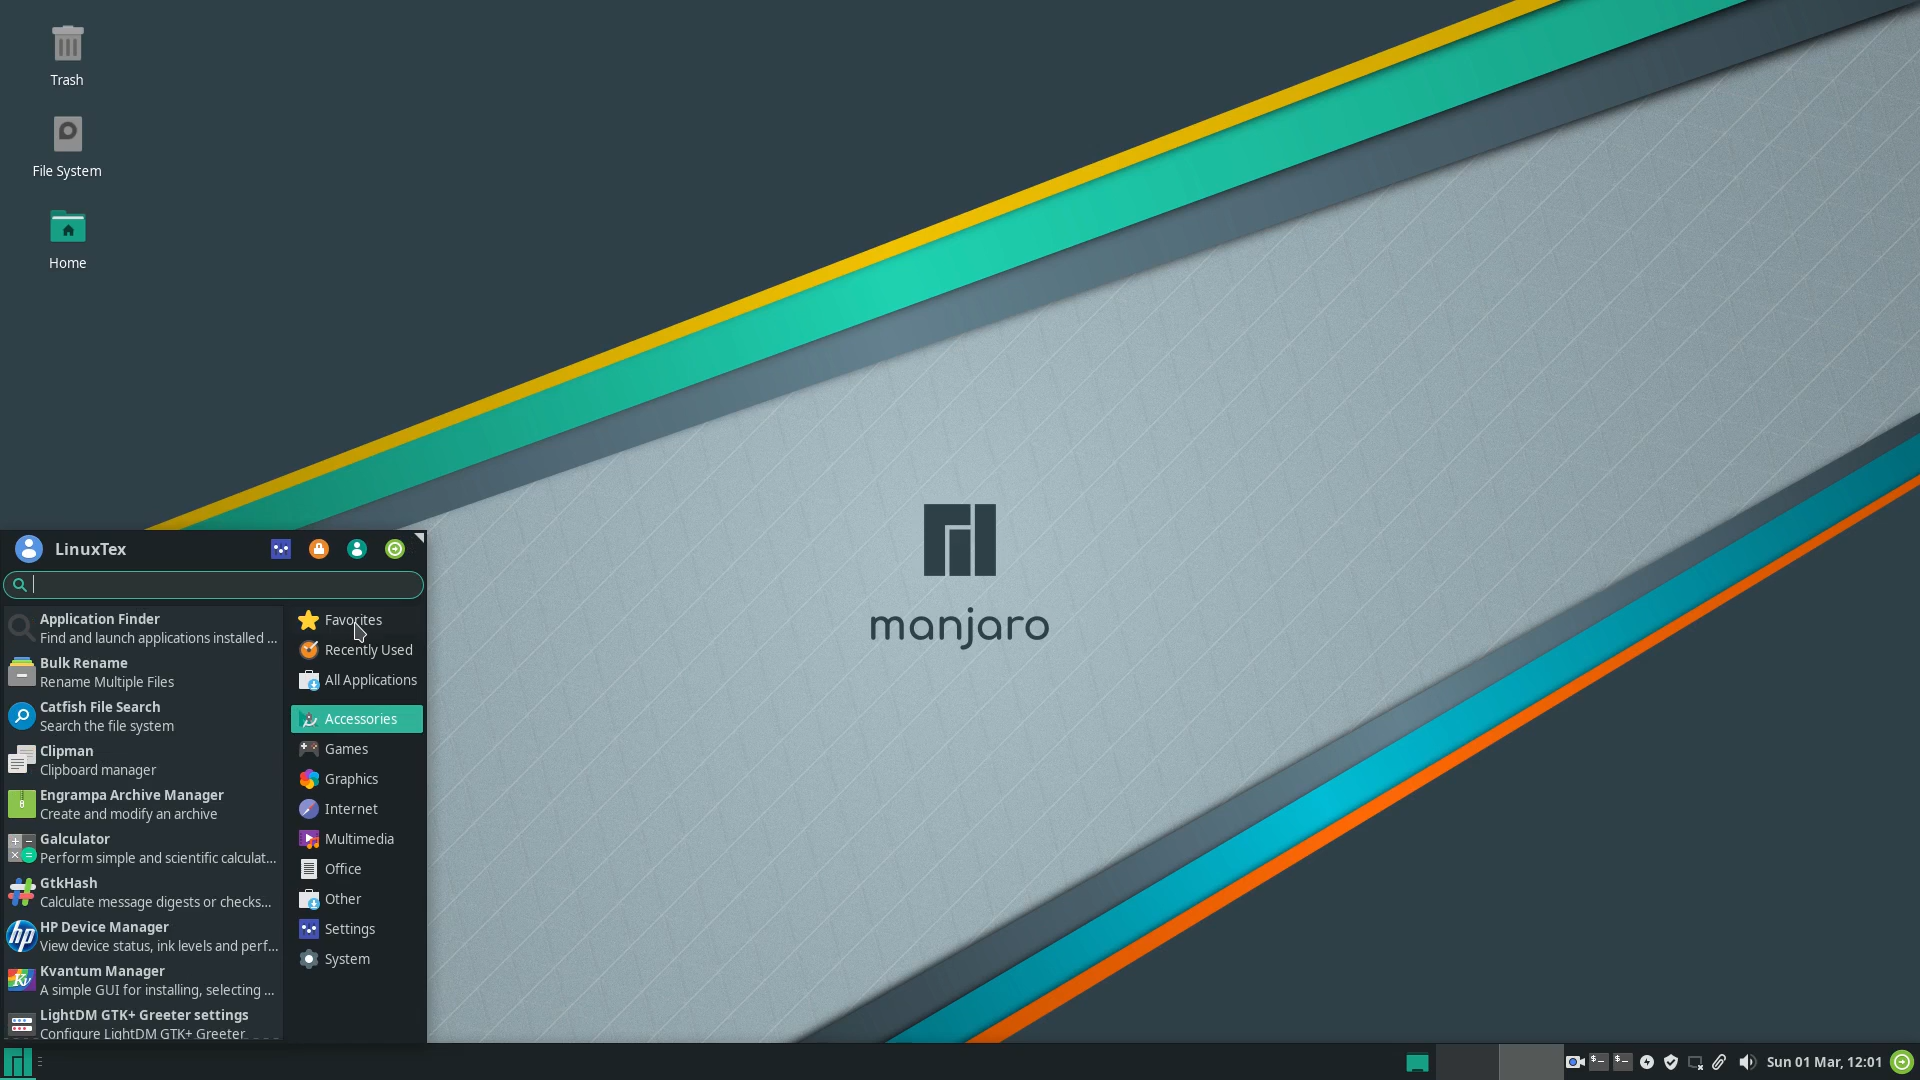 Trash
File System
Home
manjaro
LinuxTex
Application Finder
Find and launch applications installed ...
Bulk Rename
Rename Multiple Files
Catfish File Search
Search the file system
Clipman
Clipboard manager
Engrampa Archive Manager
Create and modify an archive
Galculator
Perform simple and scientific calculat...
GtkHash
Calculate message digests or checks...
HP Device Manager
View device status, ink levels and perf...
Kvantum Manager
A simple GUI for installing, selecting ...
LightDM GTK+ Greeter settings
Configure LightDM GTK+ Greeter
Favorites
Recently Used
All Applications
Accessories
Games
Graphics
Internet
Multimedia
Office
Other
Settings
System
Sun 01 Mar, 12:01